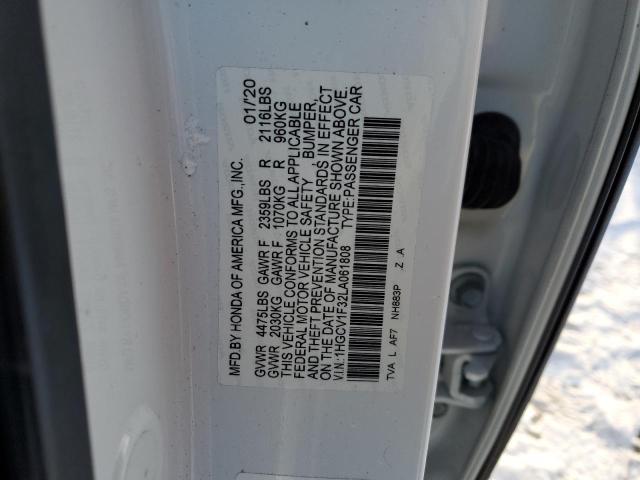 MFD.BY HONDA OF AMERICA MFG.,INC. 01/'20
GVWR 4475LBS GAWR F 2359LBS R 2116LBS
GVWR 2030KG GAWR F 1070KG R 960KG
THIS VEHICLE CONFORMS TO ALL APPLICABLE
FEDERAL MOTOR VEHICLE SAFETY BUMPER,
AND THEFT PREVENTION STANDARDS IN EFFECT
ON THE DATE OF MANUFACTURE SHOWN ABOVE.
V.I.N: 1HGCV1F32LA061808 TYPE:PASSENGER CAR
TVA L AF7 NH883P .Z .A